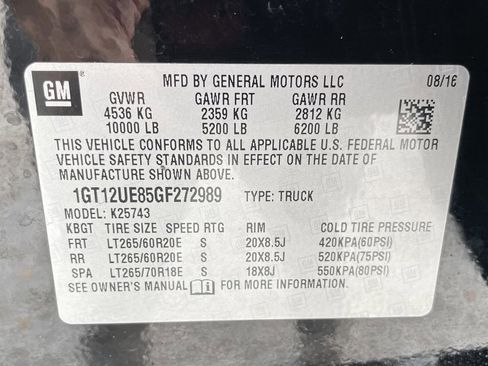 GM
MFD BY GENERAL MOTORS LLC
08/16
GVWR GAWR FRT GAWR RR
4536 KG 2359 KG 2812 KG
10000 LB 5200 LB 6200 LB
THIS VEHICLE CONFORMS TO ALL APPLICABLE U.S. FEDERAL MOTOR
VEHICLE SAFETY STANDARDS IN EFFECT ON THE DATE OF
MANUFACTURE SHOWN ABOVE.
1GT12UE85GF272989 TYPE: TRUCK
MODEL: K25743
KBGT TIRE SIZE SPEED RTG RIM COLD TIRE PRESSURE
FRT LT265/60R20E S 20X8.5J 420KPA(60PSI)
RR LT265/60R20E S 20X8.5J 520KPA(75PSI)
SPA LT265/70R18E S 18X8J 550KPA(80PSI)
SEE OWNER'S MANUAL FOR MORE INFORMATION.